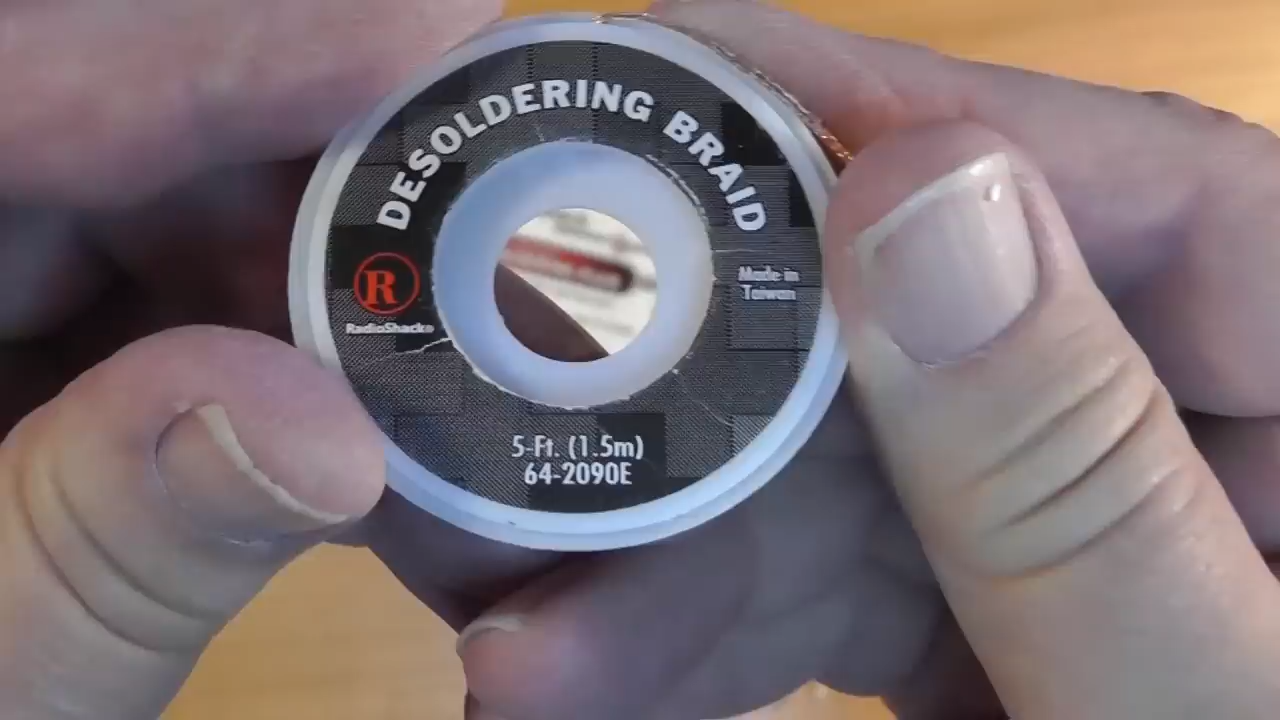 DESOLDERING BRAID
R
RadioShack®
Made in
Taiwan
5-Ft. (1.5m)
64-2090E